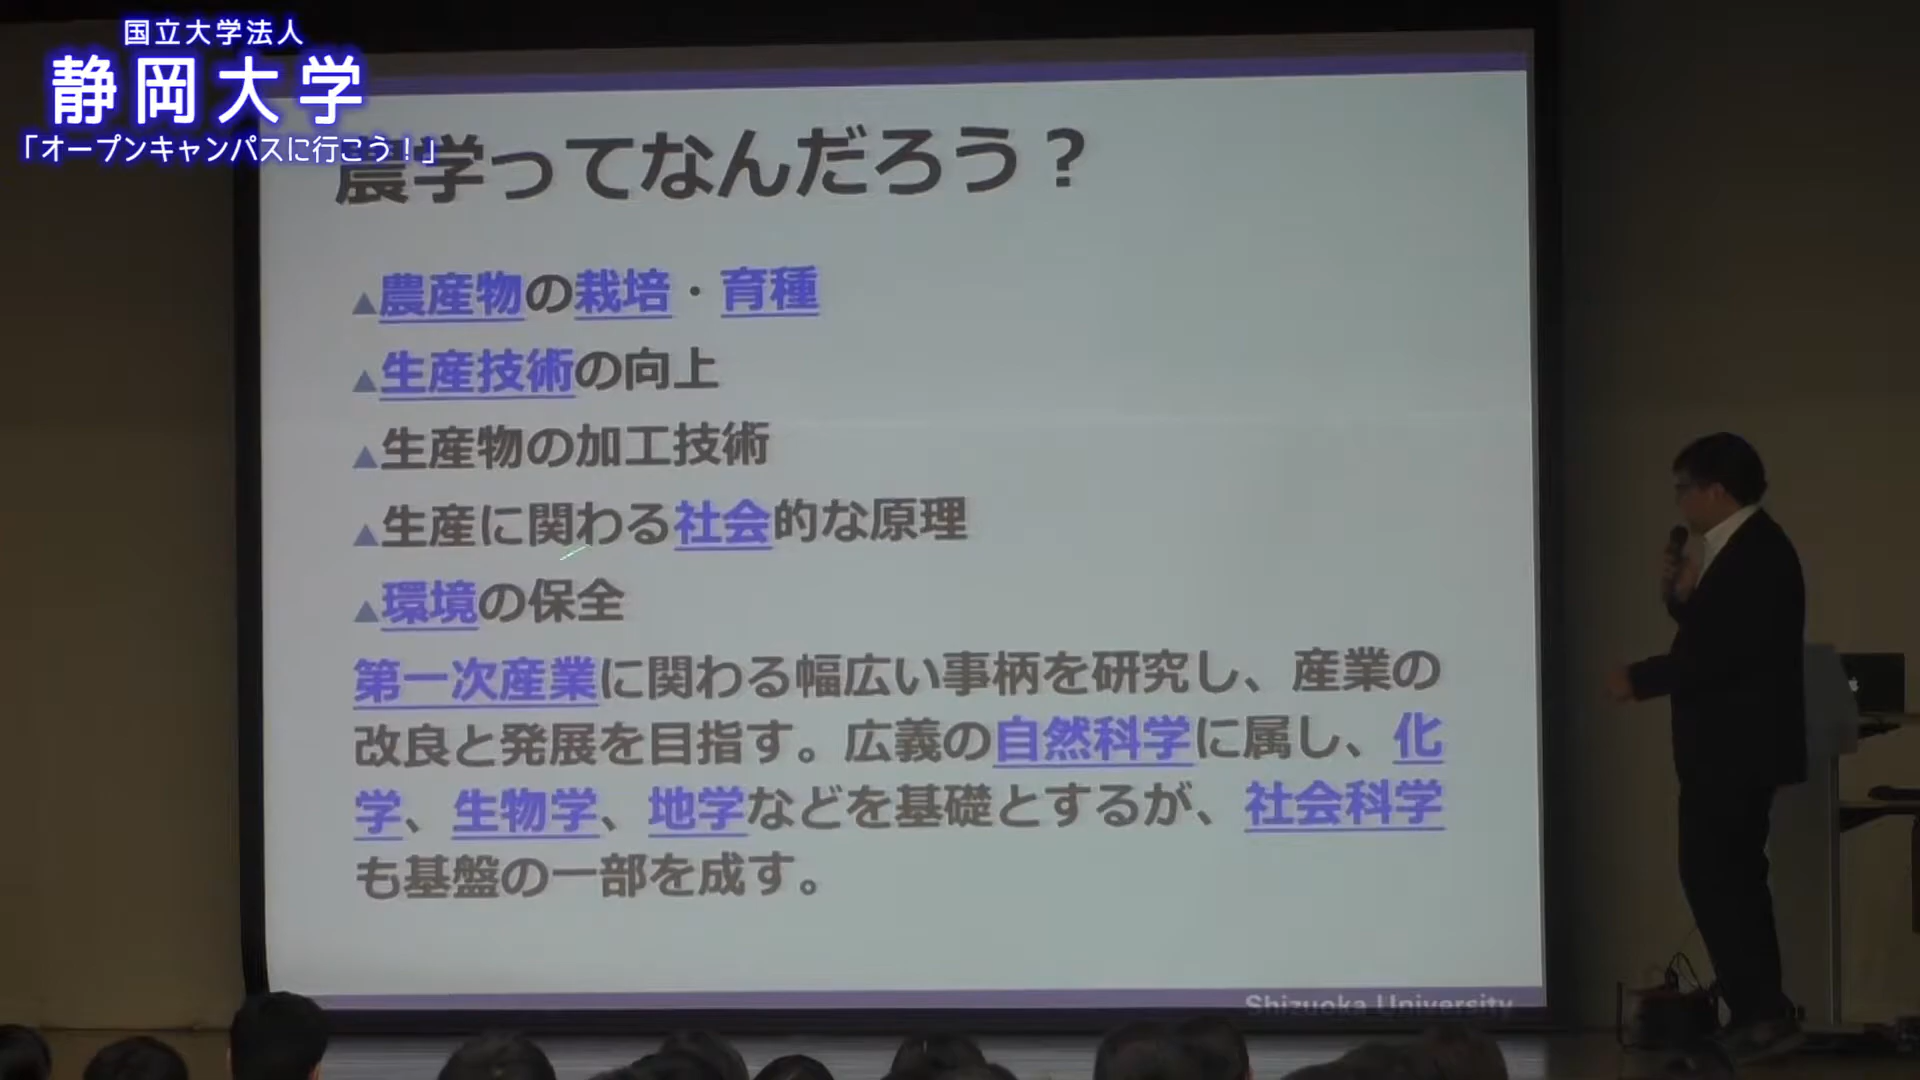 国立大学法人
静岡大学
「オープンキャンパスに行こう！」
農学ってなんだろう？
▲農産物の栽培・育種
▲生産技術の向上
▲生産物の加工技術
▲生産に関わる社会的な原理
▲環境の保全
第一次産業に関わる幅広い事柄を研究し、産業の
改良と発展を目指す。広義の自然科学に属し、化
学、生物学、地学などを基礎とするが、社会科学
も基盤の一部を成す。
Shizuoka University